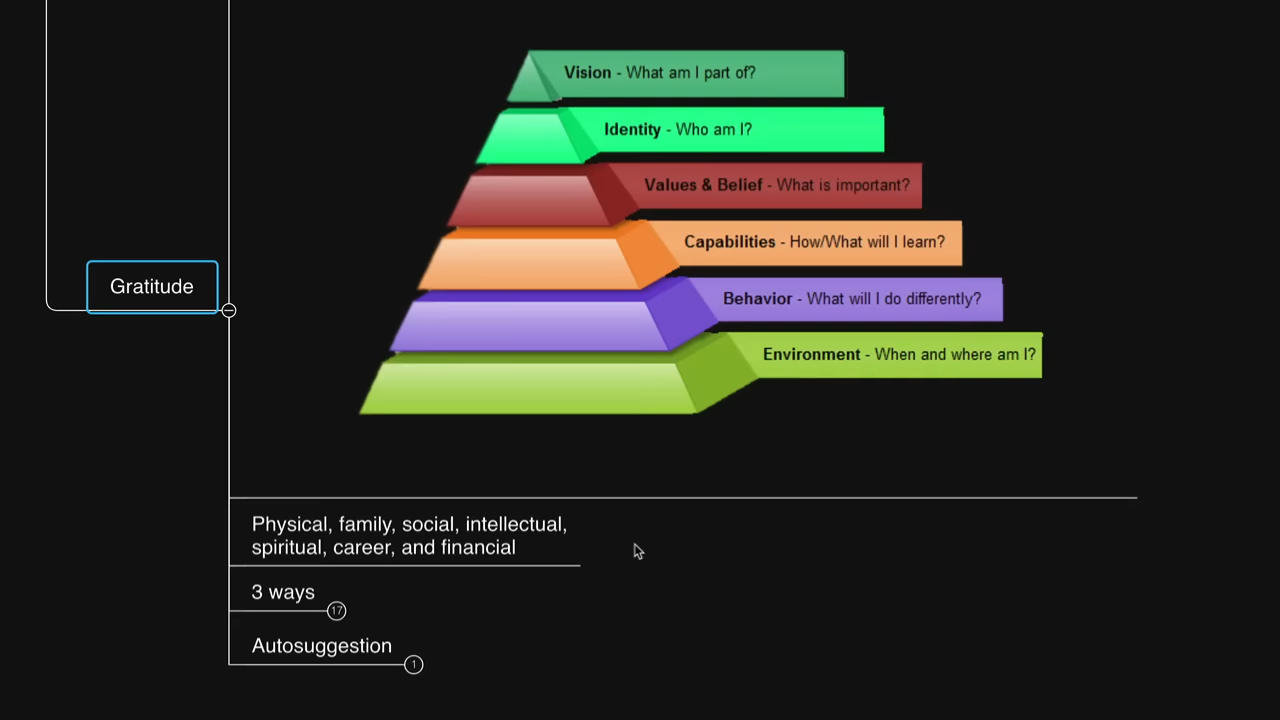 Vision - What am I part of?
Identity - Who am I?
Values & Belief - What is important?
Capabilities - How/What will I learn?
Behavior - What will I do differently?
Environment - When and where am I?
Gratitude
Physical, family, social, intellectual,
spiritual, career, and financial
3 ways
17
Autosuggestion
1